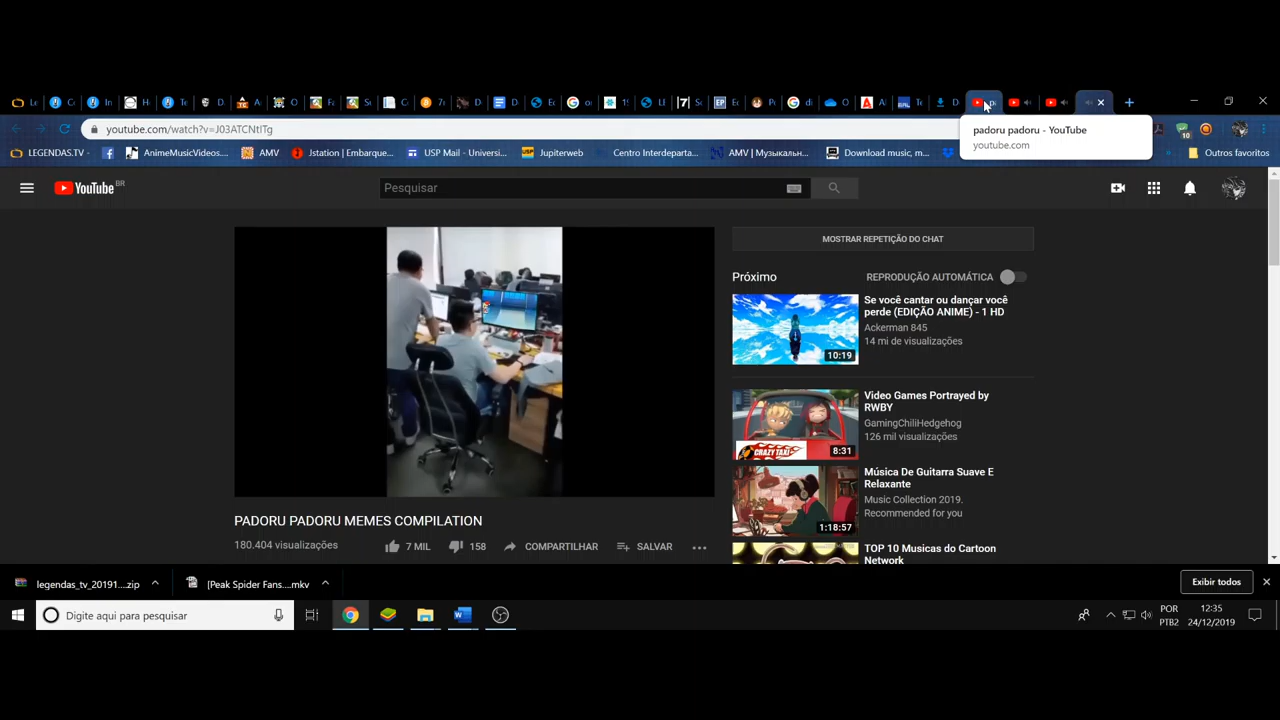 youtube.com/watch?v=J03ATCNtITg
padoru padoru - YouTube
youtube.com
LEGENDAS.TV -
AnimeMusicVideos....
AMV
Jstation | Embarque...
USP Mail - Universi...
Jupiterweb
Centro Interdeparta...
AMV | Музыкальн...
Download music, m...
Outros favoritos
YouTube BR
Pesquisar
MOSTRAR REPETIÇÃO DO CHAT
Próximo
REPRODUÇÃO AUTOMÁTICA
Se você cantar ou dançar você
perde (EDIÇÃO ANIME) - 1 HD
Ackerman 845
14 mi de visualizações
10:19
Video Games Portrayed by
RWBY
GamingChiliHedgehog
126 mil visualizações
CRAZY TAXI
8:31
Música De Guitarra Suave E
Relaxante
Music Collection 2019.
Recommended for you
1:18:57
TOP 10 Musicas do Cartoon
Network
PADORU PADORU MEMES COMPILATION
180.404 visualizações
7 MIL
158
COMPARTILHAR
SALVAR
legendas_tv_20191....zip
[Peak Spider Fans....mkv
Exibir todos
Digite aqui para pesquisar
POR
PTB2
12:35
24/12/2019